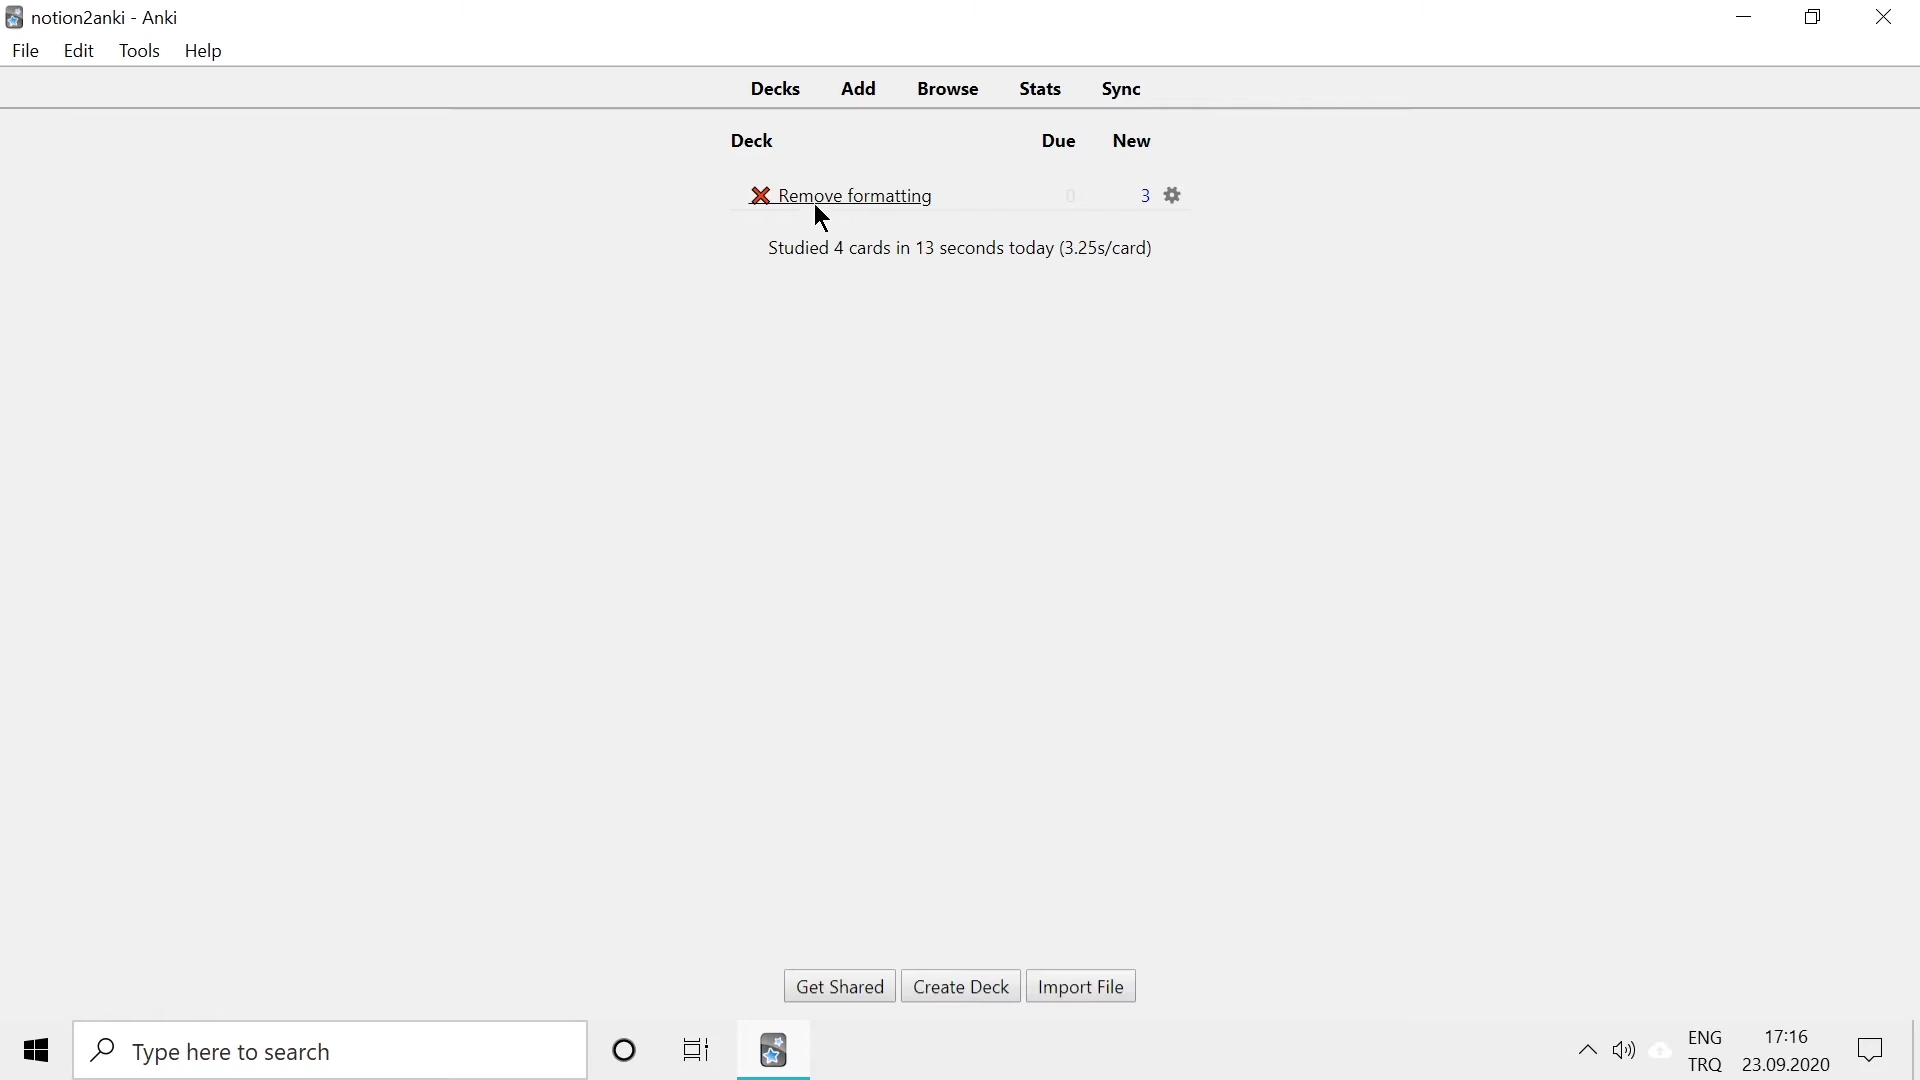 notion2anki - Anki
File Edit Tools Help
Decks Add Browse Stats Sync
Deck Due New
Remove formatting 0 3
Studied 4 cards in 13 seconds today (3.25s/card)
Get Shared Create Deck Import File
Type here to search
ENG 17:16
TRQ 23.09.2020